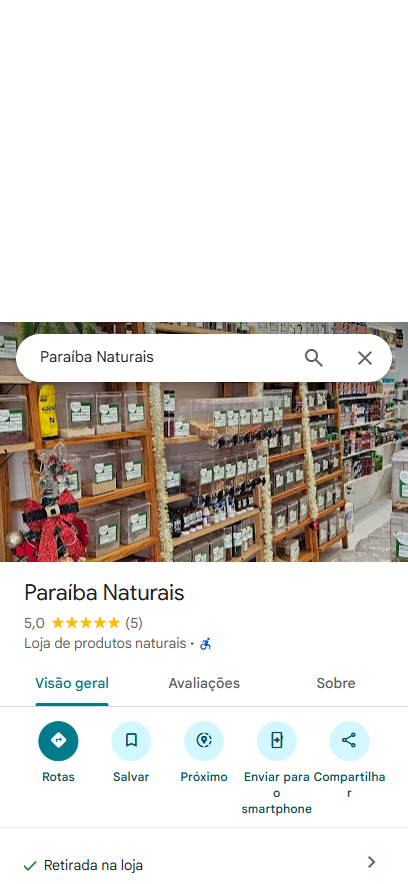 Paraíba Naturais
Paraíba Naturais
5,0 (5)
Loja de produtos naturais ·
Visão geral Avaliações Sobre
Rotas Salvar Próximo Enviar para o smartphone Compartilhar
Retirada na loja